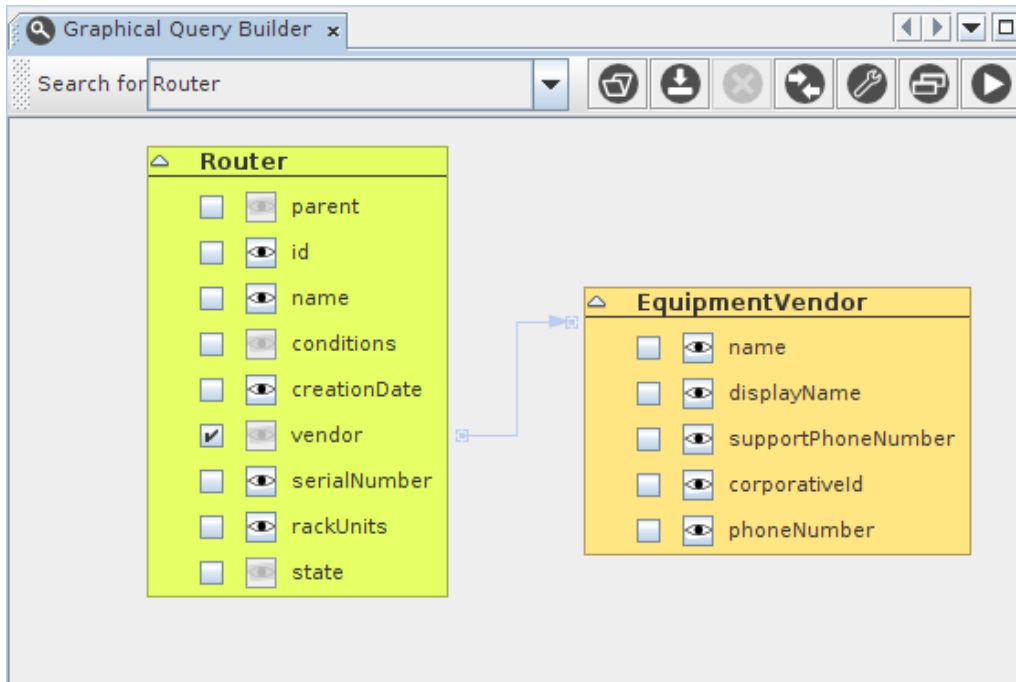 Graphical Query Builder x
Search for Router
Router
parent
id
name
conditions
creationDate
vendor
serialNumber
rackUnits
state
EquipmentVendor
name
displayName
supportPhoneNumber
corporativeId
phoneNumber